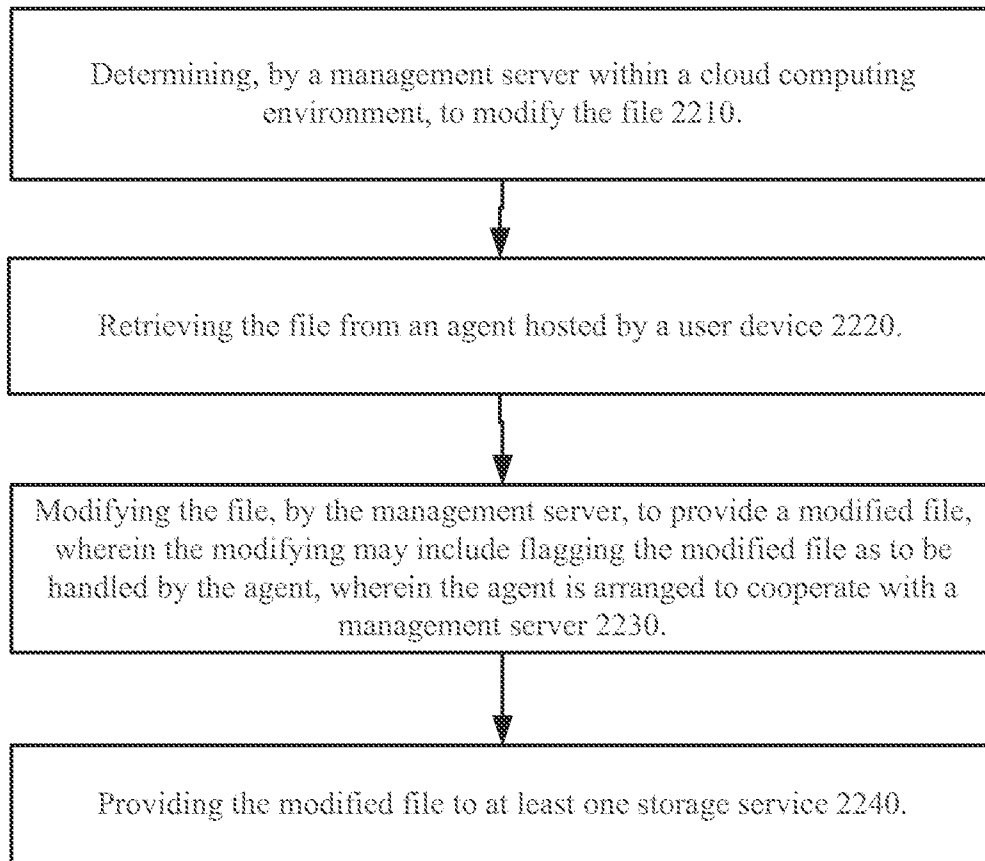 Determining, by a management server within a cloud computing
environment, to modify the file 2210.
Retrieving the file from an agent hosted by a user device 2220.
Modifying the file, by the management server, to provide a modified file,
wherein the modifying may include flagging the modified file as to be
handled by the agent, wherein the agent is arranged to cooperate with a
management server 2230.
Providing the modified file to at least one storage service 2240.